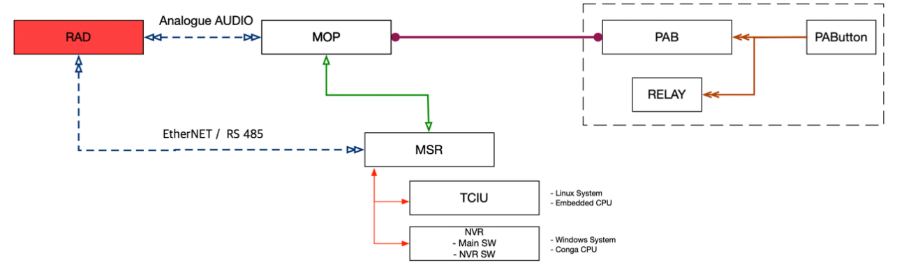 Analogue AUDIO
RAD
MOP
PAB
PAButton
RELAY
EtherNET / RS 485
MSR
TCIU
- Linux System
- Embedded CPU
NVR
- Main SW
- NVR SW
- Windows System
- Conga CPU